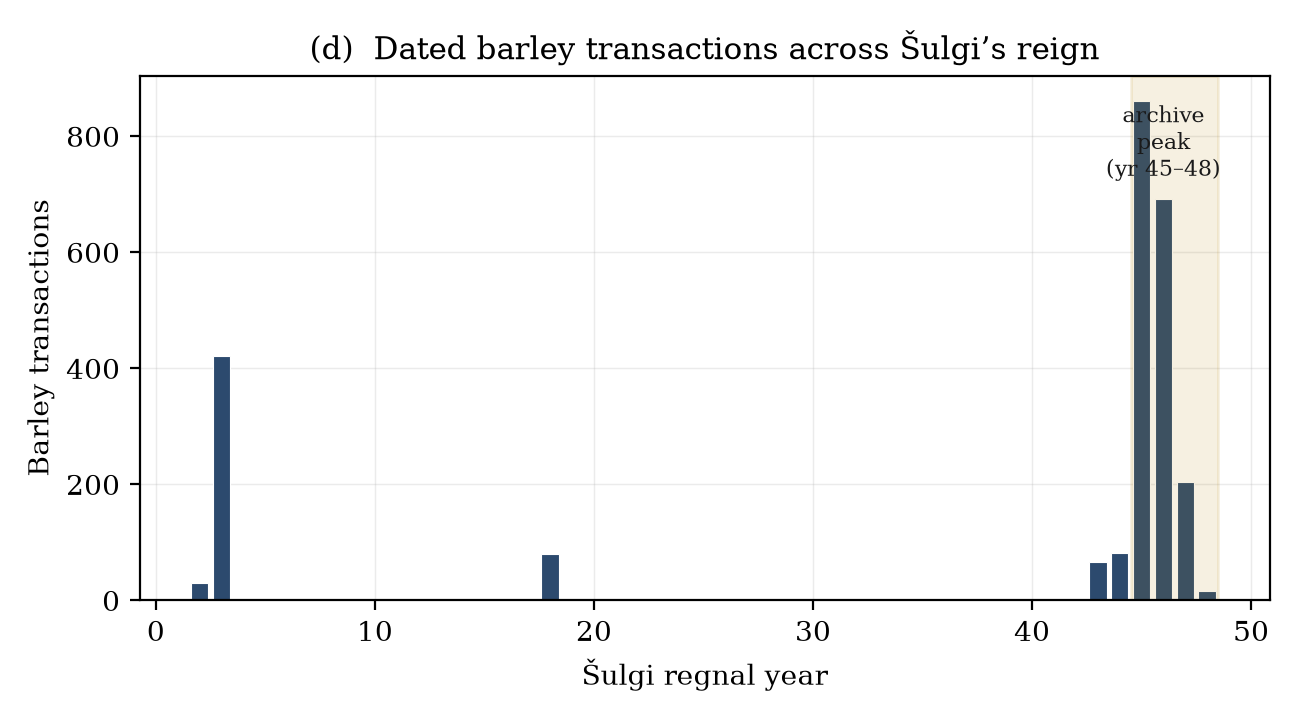 (d) Dated barley transactions across Šulgi’s reign
archive
peak
(yr 45–48)
Barley transactions
800
600
400
200
0
0 10 20 30 40 50
Šulgi regnal year